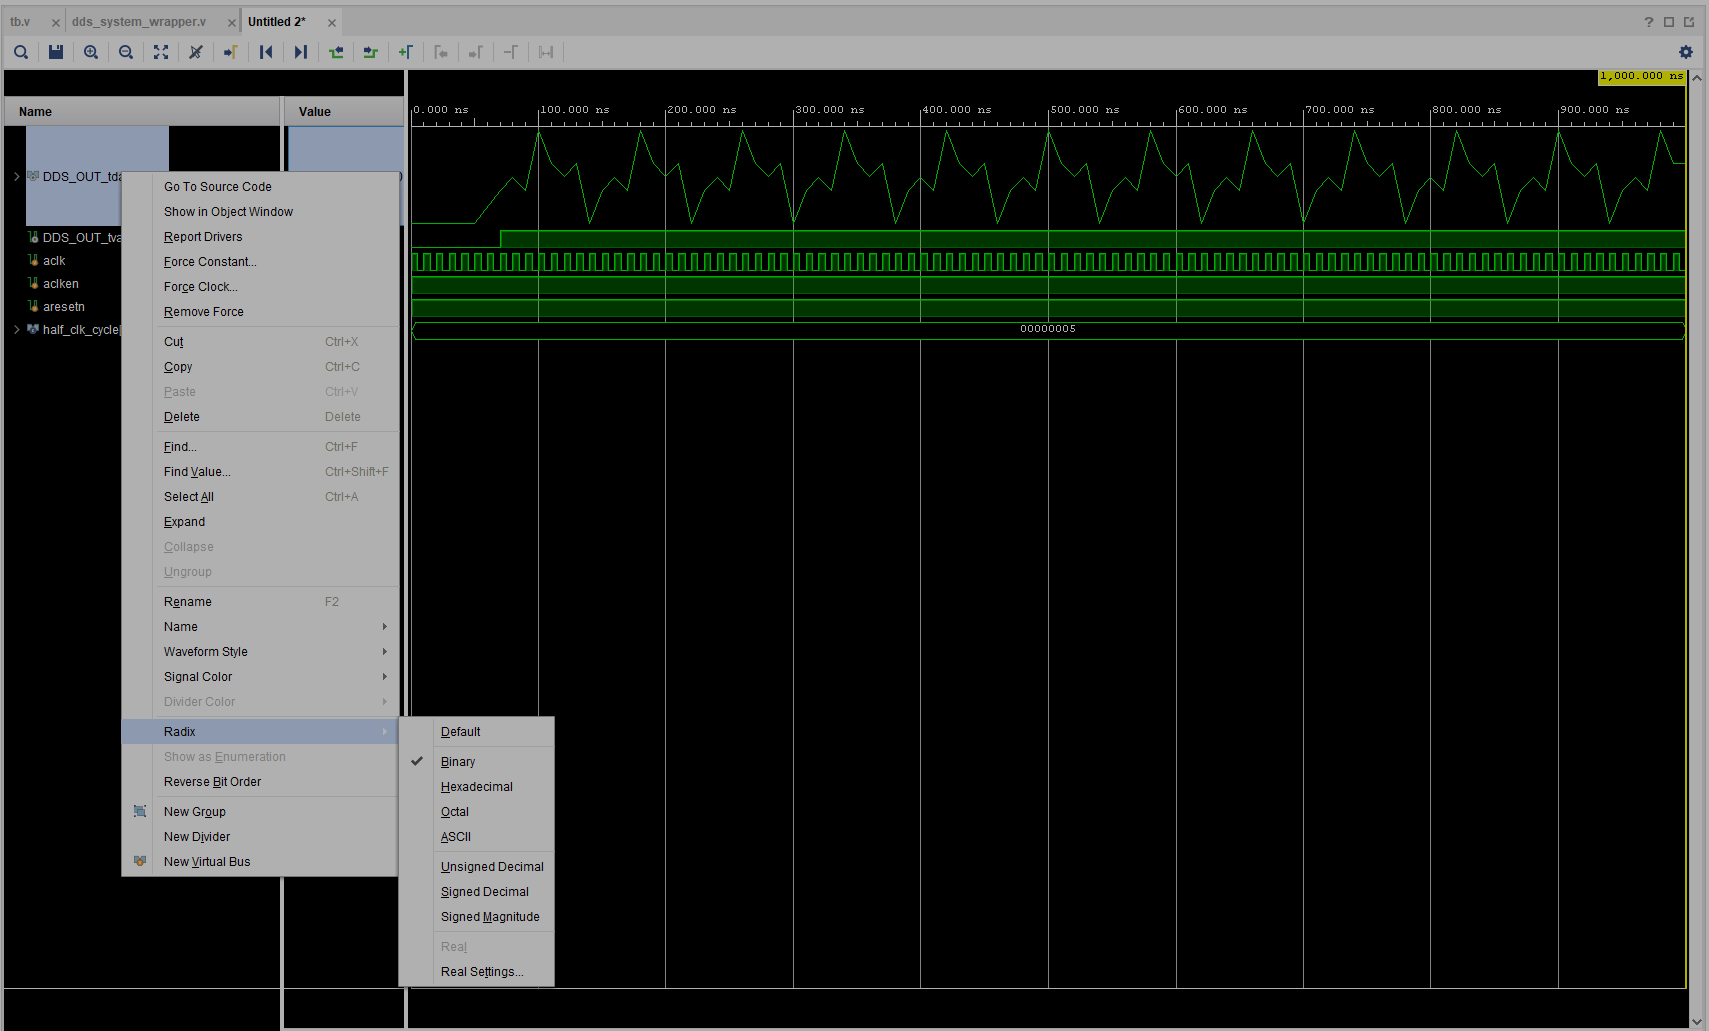 tb.v
dds_system_wrapper.v
Untitled 2*
1,000.000 ns
Name
Value
0.000 ns
100.000 ns
200.000 ns
300.000 ns
400.000 ns
500.000 ns
600.000 ns
700.000 ns
800.000 ns
900.000 ns
DDS_OUT_tda
DDS_OUT_tva
aclk
aclken
aresetn
half_clk_cycle[
00000005
Go To Source Code
Show in Object Window
Report Drivers
Force Constant...
Force Clock...
Remove Force
Cut Ctrl+X
Copy Ctrl+C
Paste Ctrl+V
Delete Delete
Find... Ctrl+F
Find Value... Ctrl+Shift+F
Select All Ctrl+A
Expand
Collapse
Ungroup
Rename F2
Name
Waveform Style
Signal Color
Divider Color
Radix
Show as Enumeration
Reverse Bit Order
New Group
New Divider
New Virtual Bus
Default
Binary
Hexadecimal
Octal
ASCII
Unsigned Decimal
Signed Decimal
Signed Magnitude
Real
Real Settings...